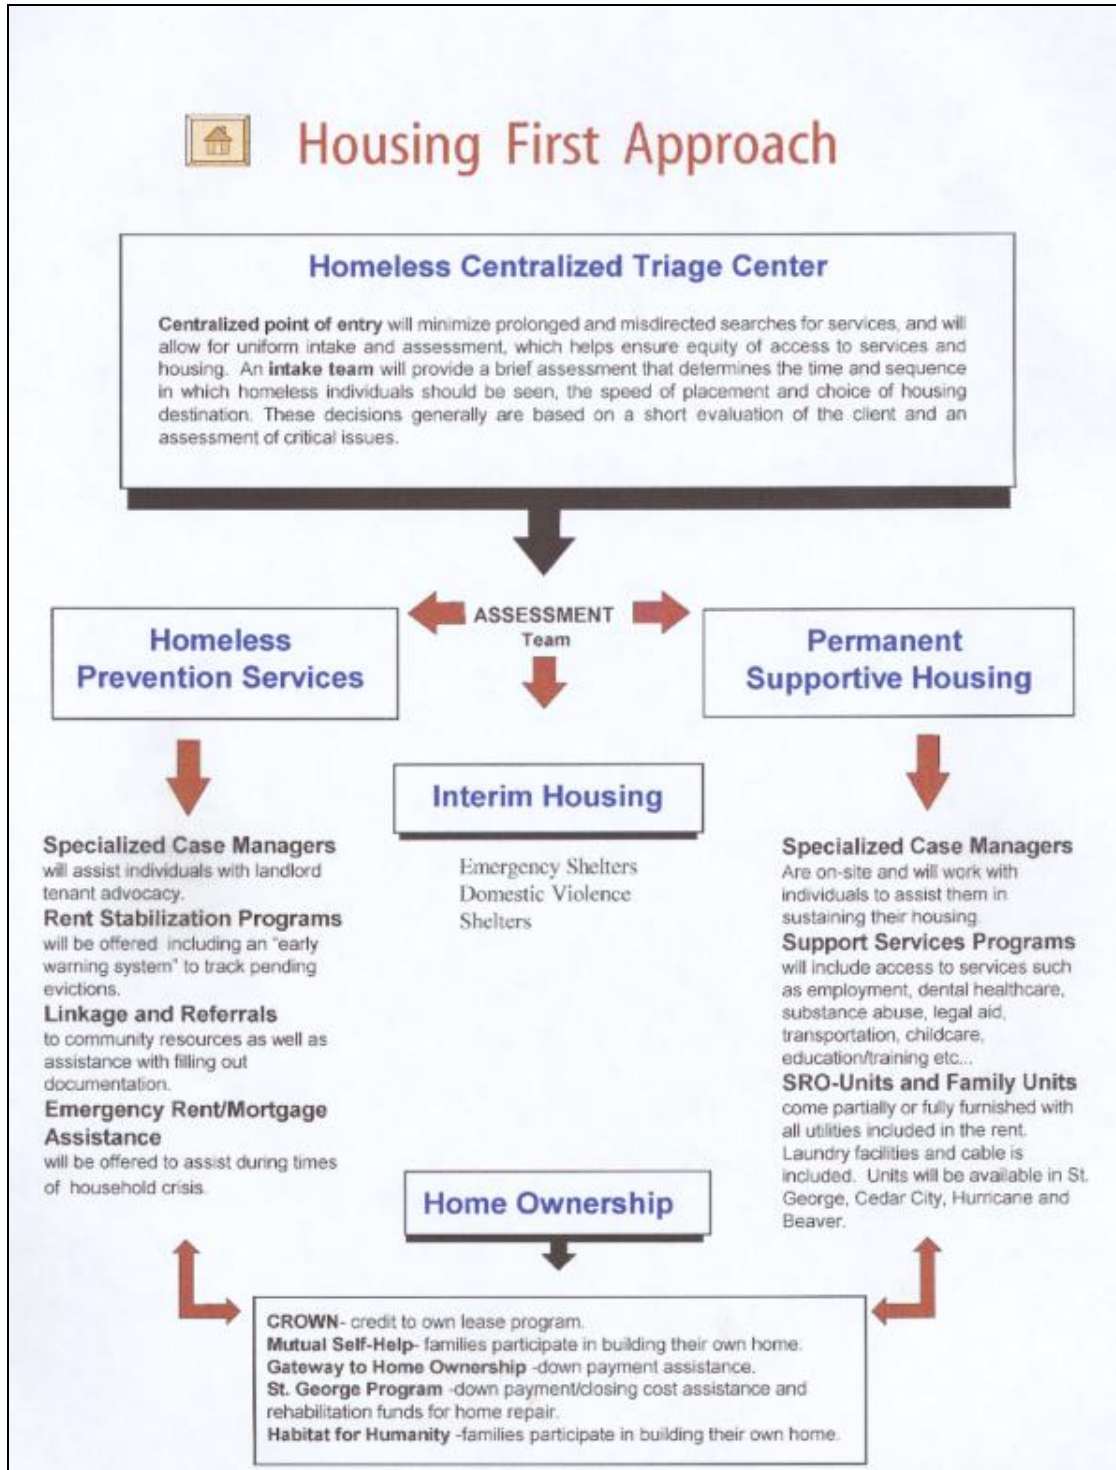 Housing First Approach
Homeless Centralized Triage Center
Centralized point of entry will minimize prolonged and misdirected searches for services, and will
allow for uniform intake and assessment, which helps ensure equity of access to services and
housing. An intake team will provide a brief assessment that determines the time and sequence
in which homeless individuals should be seen, the speed of placement and choice of housing
destination. These decisions generally are based on a short evaluation of the client and an
assessment of critical issues.
ASSESSMENT
Team
Homeless
Prevention Services
Specialized Case Managers
will assist individuals with landlord
tenant advocacy.
Rent Stabilization Programs
will be offered including an "early
warning system" to track pending
evictions.
Linkage and Referrals
to community resources as well as
assistance with filling out
documentation.
Emergency Rent/Mortgage
Assistance
will be offered to assist during times
of household crisis.
Interim Housing
Emergency Shelters
Domestic Violence
Shelters
Permanent
Supportive Housing
Specialized Case Managers
Are on-site and will work with
individuals to assist them in
sustaining their housing.
Support Services Programs
will include access to services such
as employment, dental healthcare,
substance abuse, legal aid,
transportation, childcare,
education/training etc...
SRO-Units and Family Units
come partially or fully furnished with
all utilities included in the rent.
Laundry facilities and cable is
included. Units will be available in St.
George, Cedar City, Hurricane and
Beaver.
Home Ownership
CROWN- credit to own lease program.
Mutual Self-Help- families participate in building their own home.
Gateway to Home Ownership -down payment assistance.
St. George Program -down payment/closing cost assistance and
rehabilitation funds for home repair.
Habitat for Humanity -families participate in building their own home.